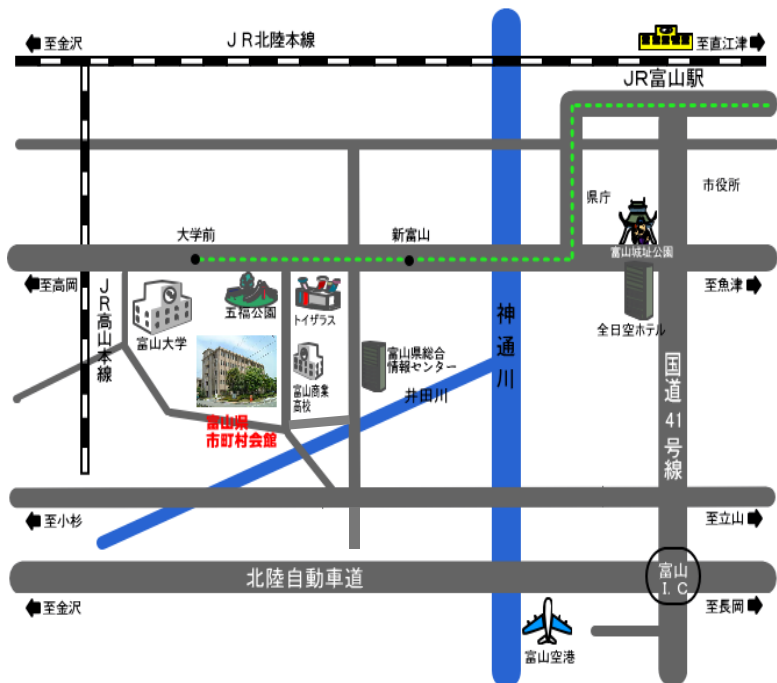 JR北陸本線
至金沢
至直江津
JR富山駅
県庁
市役所
大学前
新富山
富山城址公園
至高岡
JR高山本線
富山大学
五福公園
トイザラス
神通川
全日空ホテル
至魚津
富山商業
高校
富山県総合
情報センター
井田川
国道41号線
富山県
市町村会館
至小杉
至立山
北陸自動車道
富山
I.C
至金沢
至長岡
富山空港